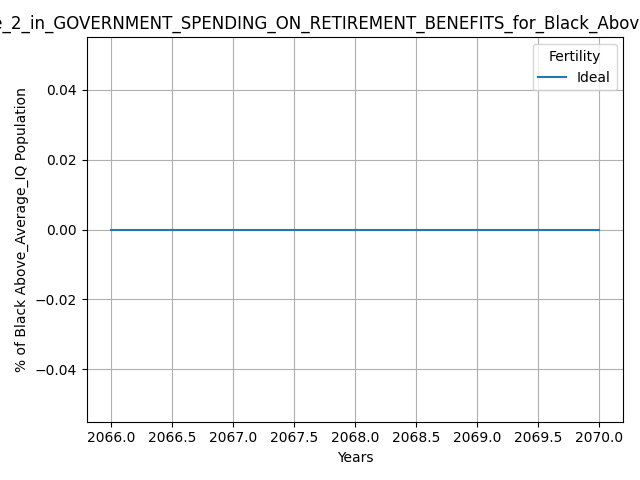 e_2_in_GOVERNMENT_SPENDING_ON_RETIREMENT_BENEFITS_for_Black_Abov
Fertility
Ideal
0.04
0.02
0.00
−0.02
−0.04
% of Black Above_Average_IQ Population
2066.0 2066.5 2067.0 2067.5 2068.0 2068.5 2069.0 2069.5 2070.0
Years